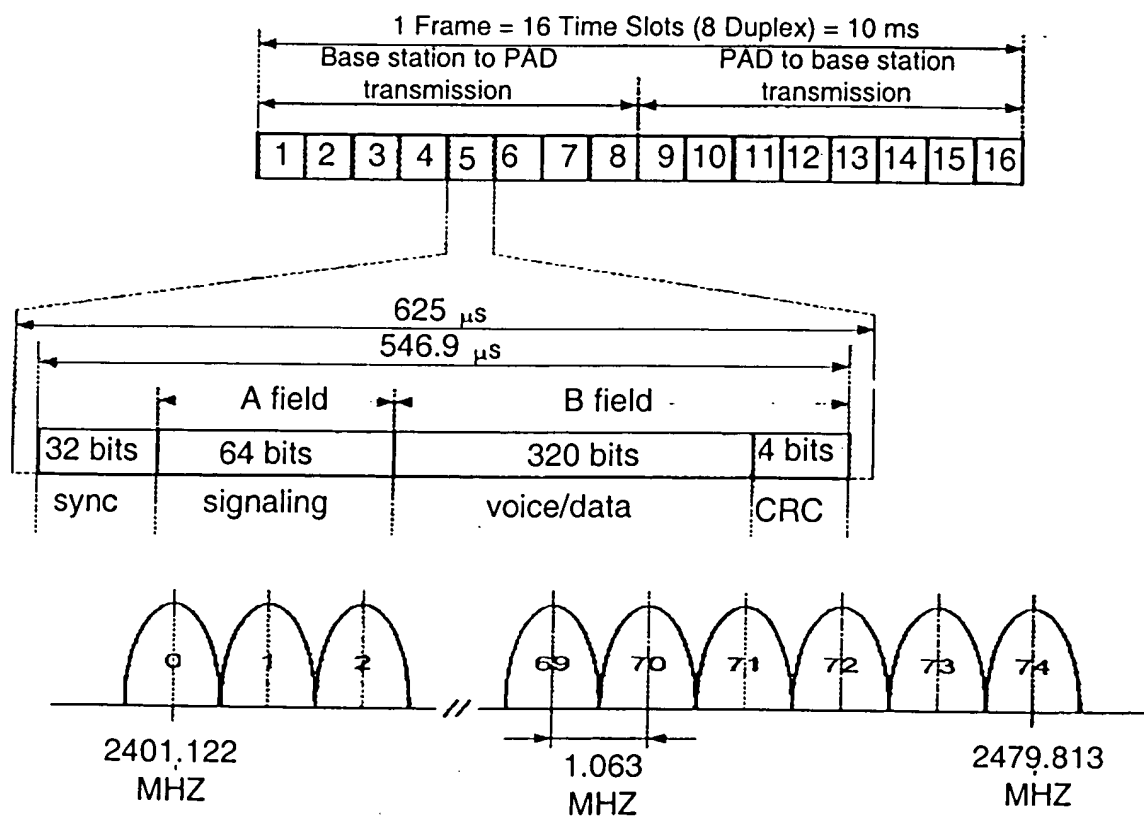 1 Frame = 16 Time Slots (8 Duplex) = 10 ms
Base station to PAD transmission
PAD to base station transmission
1 2 3 4 5 6 7 8 9 10 11 12 13 14 15 16
625 μs
546.9 μs
A field B field
32 bits 64 bits 320 bits 4 bits
sync signaling voice/data CRC
0 1 2 // 69 70 71 72 73 74
2401.122 MHZ
1.063 MHZ
2479.813 MHZ